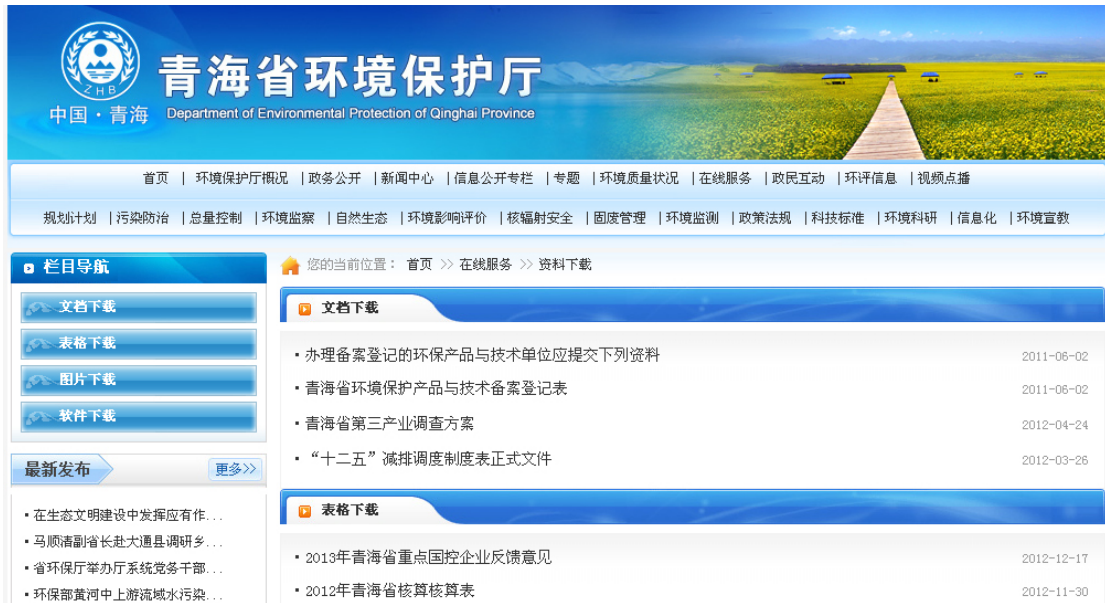 ZHB
中国·青海
青海省环境保护厅
Department of Environmental Protection of Qinghai Province
首页 | 环境保护厅概况 |政务公开 |新闻中心 |信息公开专栏 |专题 |环境质量状况 |在线服务 |政民互动 |环评信息 |视频点播
规划计划 |污染防治 |总量控制 |环境监察 |自然生态 |环境影响评价 |核辐射安全 |固废管理 |环境监测 |政策法规 |科技标准 |环境科研 |信息化 |环境宣教
栏目导航
文档下载
表格下载
图片下载
软件下载
最新发布 更多>>
在生态文明建设中发挥应有作...
马顺清副省长赴大通县调研乡...
省环保厅举办厅系统党务干部...
环保部黄河中上游流域水污染...
您的当前位置： 首页 >> 在线服务 >> 资料下载
文档下载
办理备案登记的环保产品与技术单位应提交下列资料 2011-06-02
青海省环境保护产品与技术备案登记表 2011-06-02
青海省第三产业调查方案 2012-04-24
“十二五”减排调度制度表正式文件 2012-03-26
表格下载
2013年青海省重点国控企业反馈意见 2012-12-17
2012年青海省核算核算表 2012-11-30